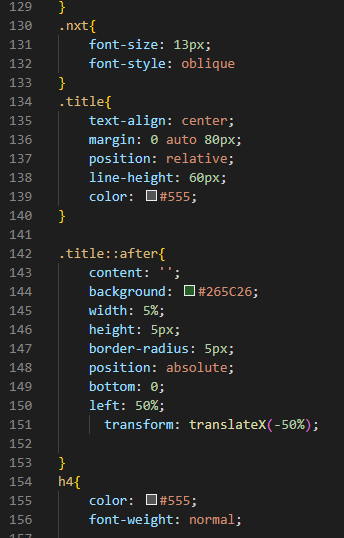 129 }
130 .nxt{
131 font-size: 13px;
132 font-style: oblique
133 }
134 .title{
135 text-align: center;
136 margin: 0 auto 80px;
137 position: relative;
138 line-height: 60px;
139 color: #555;
140 }
141
142 .title::after{
143 content: '';
144 background: #265C26;
145 width: 5%;
146 height: 5px;
147 border-radius: 5px;
148 position: absolute;
149 bottom: 0;
150 left: 50%;
151 transform: translateX(-50%);
152
153 }
154 h4{
155 color: #555;
156 font-weight: normal;
157